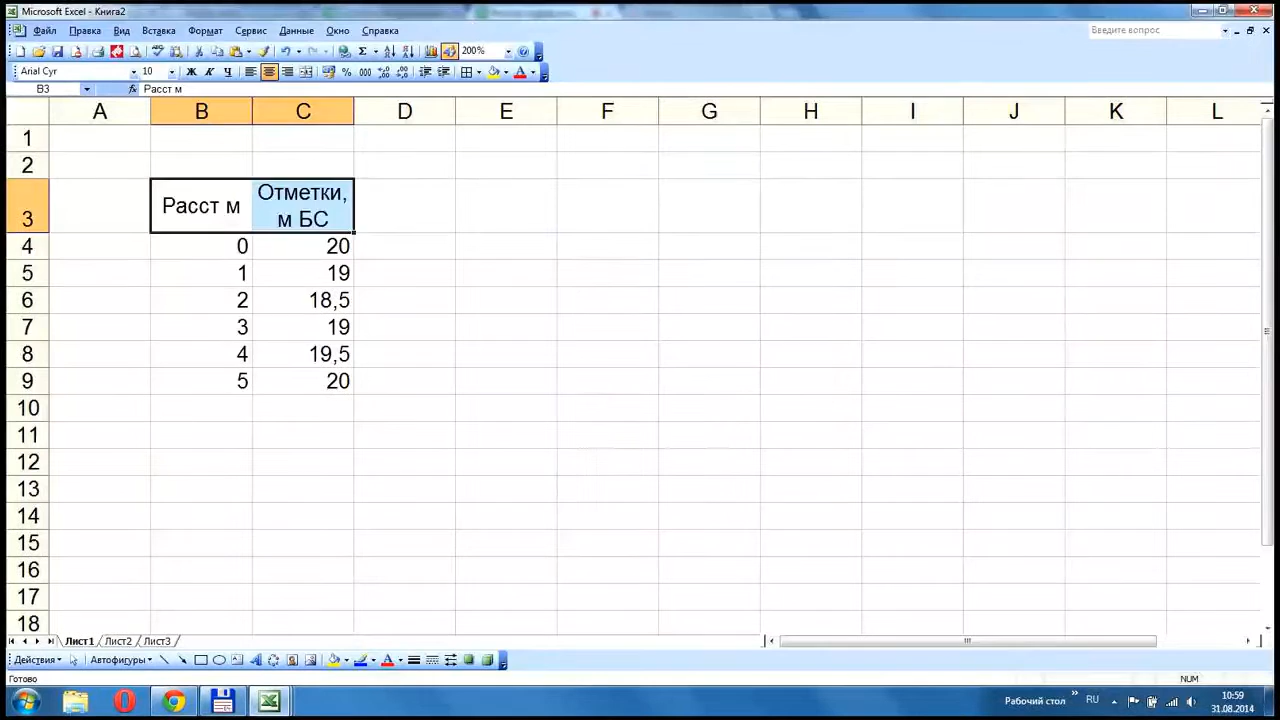 Microsoft Excel - Книга2
Файл Правка Вид Вставка Формат Сервис Данные Окно Справка
Введите вопрос
200%
Arial Cyr 10 Ж К Ч % 000 А
B3 fx Расст м
A B C D E F G H I J K L
1
2
3 Расст м Отметки, м БС
4 0 20
5 1 19
6 2 18,5
7 3 19
8 4 19,5
9 5 20
10
11
12
13
14
15
16
17
18
Лист1 Лист2 Лист3
Действия Автофигуры
Готово
NUM
Рабочий стол » RU 10:59
31.08.2014